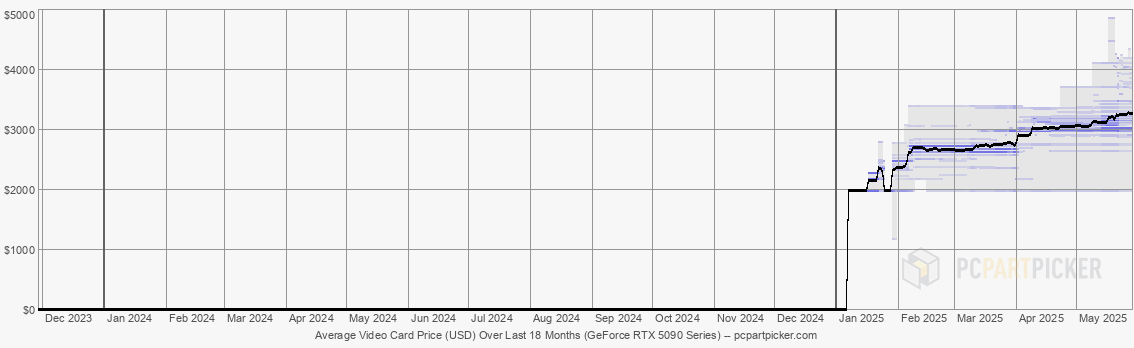 $5000
$4000
$3000
$2000
$1000
$0
PCPARTPICKER
Dec 2023 Jan 2024 Feb 2024 Mar 2024 Apr 2024 May 2024 Jun 2024 Jul 2024 Aug 2024 Sep 2024 Oct 2024 Nov 2024 Dec 2024 Jan 2025 Feb 2025 Mar 2025 Apr 2025 May 2025
Average Video Card Price (USD) Over Last 18 Months (GeForce RTX 5090 Series) -- pcpartpicker.com